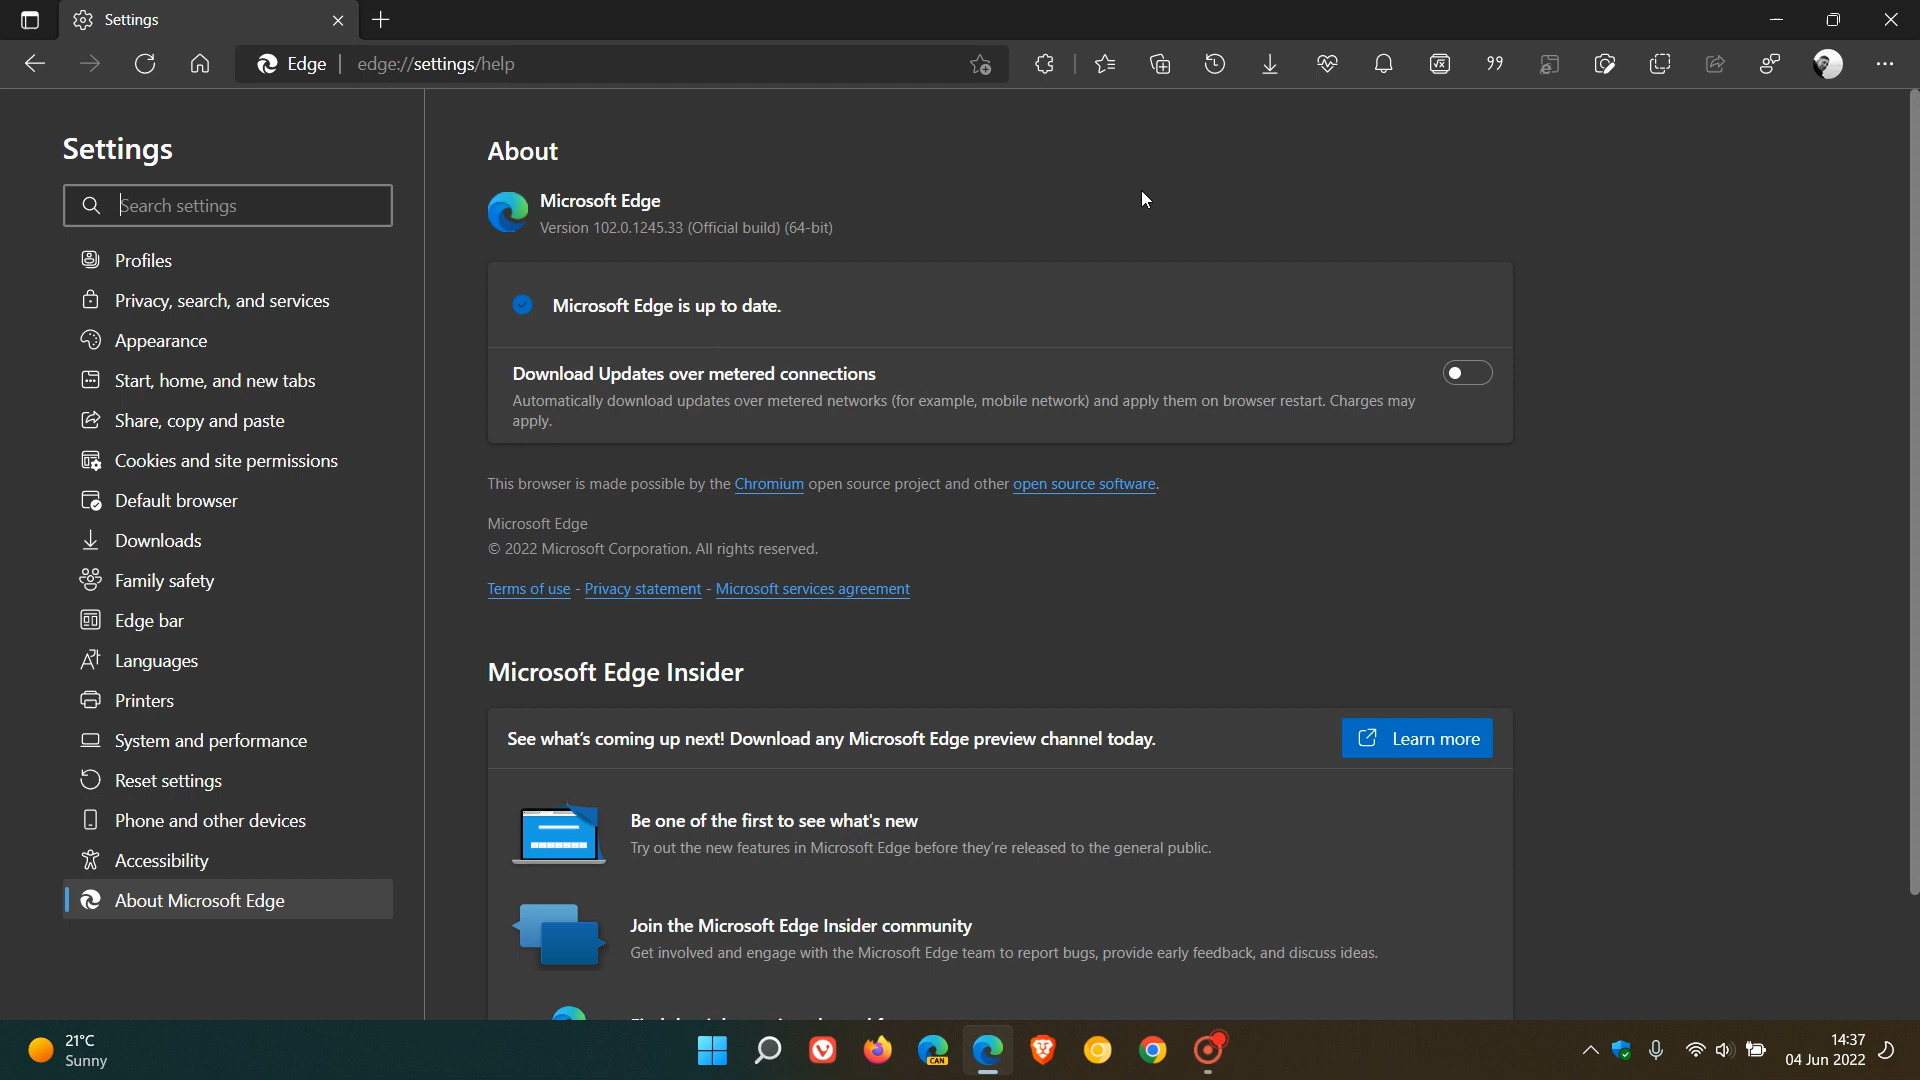 Settings
Edge
edge://settings/help
Settings
Search settings
Profiles
Privacy, search, and services
Appearance
Start, home, and new tabs
Share, copy and paste
Cookies and site permissions
Default browser
Downloads
Family safety
Edge bar
Languages
Printers
System and performance
Reset settings
Phone and other devices
Accessibility
About Microsoft Edge
About
Microsoft Edge
Version 102.0.1245.33 (Official build) (64-bit)
Microsoft Edge is up to date.
Download Updates over metered connections
Automatically download updates over metered networks (for example, mobile network) and apply them on browser restart. Charges may
apply.
This browser is made possible by the Chromium open source project and other open source software.
Microsoft Edge
© 2022 Microsoft Corporation. All rights reserved.
Terms of use - Privacy statement - Microsoft services agreement
Microsoft Edge Insider
See what's coming up next! Download any Microsoft Edge preview channel today.
Learn more
Be one of the first to see what's new
Try out the new features in Microsoft Edge before they're released to the general public.
Join the Microsoft Edge Insider community
Get involved and engage with the Microsoft Edge team to report bugs, provide early feedback, and discuss ideas.
21°C
Sunny
CAN
14:37
04 Jun 2022